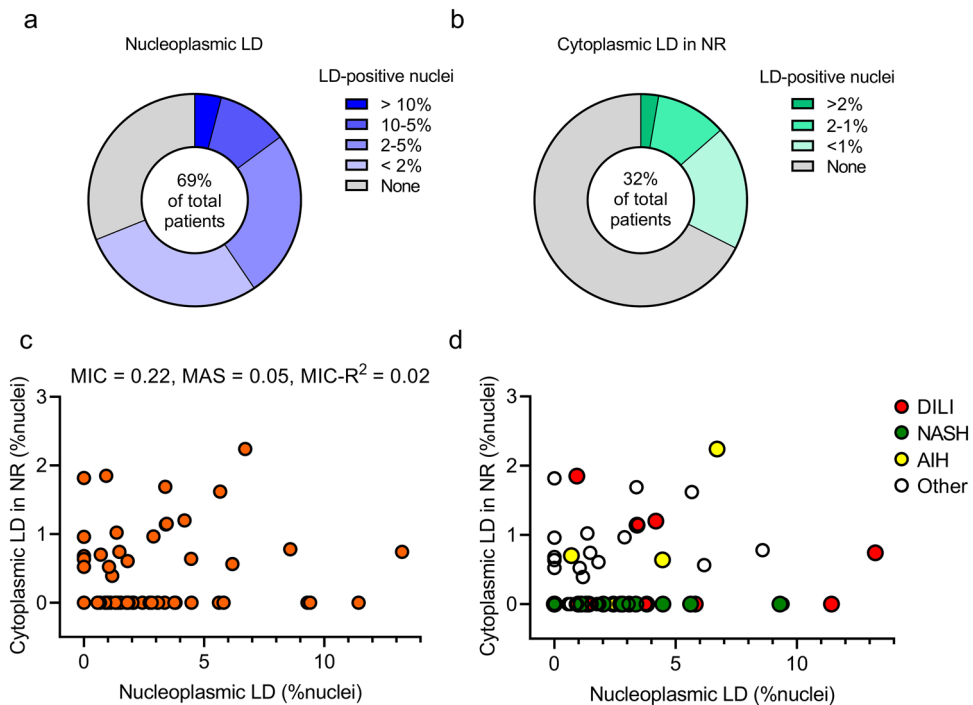 a
Nucleoplasmic LD
LD-positive nuclei
> 10%
10-5%
2-5%
< 2%
None
69%
of total
patients
b
Cytoplasmic LD in NR
LD-positive nuclei
>2%
2-1%
<1%
None
32%
of total
patients
c
MIC = 0.22, MAS = 0.05, MIC-R² = 0.02
Cytoplasmic LD in NR (%nuclei)
3
2
1
0
0 5 10
Nucleoplasmic LD (%nuclei)
d
Cytoplasmic LD in NR (%nuclei)
3
2
1
0
0 5 10
Nucleoplasmic LD (%nuclei)
DILI
NASH
AIH
Other